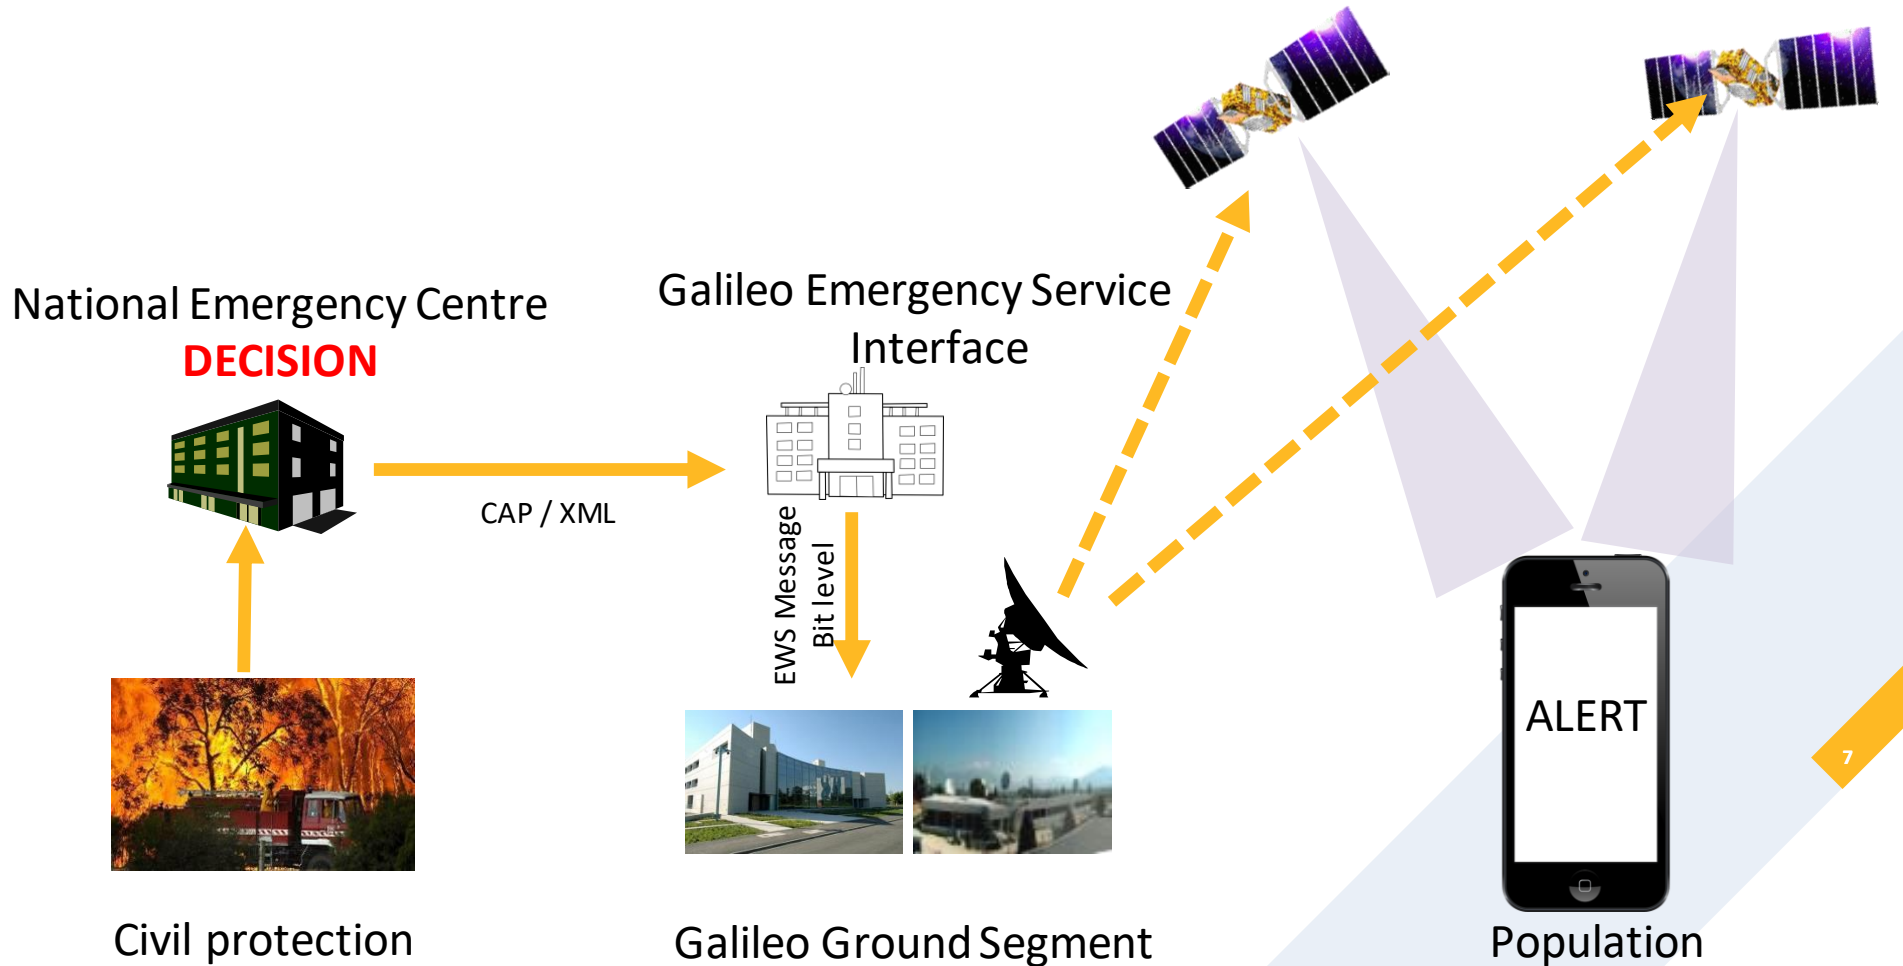 National Emergency Centre
DECISION
Galileo Emergency Service
Interface
CAP / XML
EWS Message
Bit level
ALERT
7
Civil protection
Galileo Ground Segment
Population